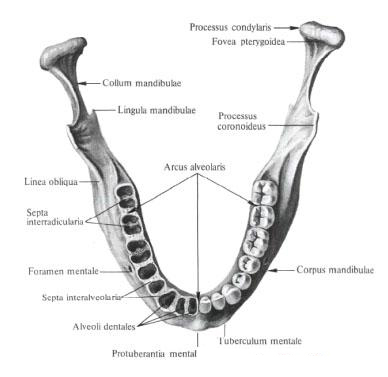 Processus condylaris
Fovea pterygoidea
Collum mandibulae
Lingula mandibulae
Processus
coronoideus
Arcus alveolaris
Linea obliqua
Septa
interradicularia
Foramen mentale
Corpus mandibulae
Septa interalveolaria
Alveoli dentales
Tuberculum mentale
Protuberantia mental